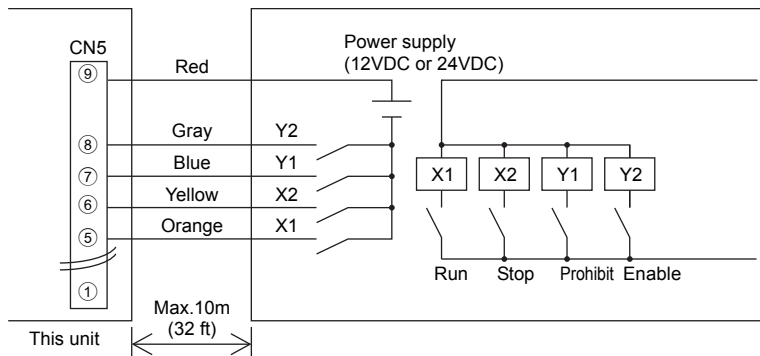 CN5
⑨
Red
Power supply
(12VDC or 24VDC)
⑧
Gray
Y2
⑦
Blue
Y1
⑥
Yellow
X2
⑤
Orange
X1
①
X1
X2
Y1
Y2
Run
Stop
Prohibit
Enable
Max.10m
(32 ft)
This unit